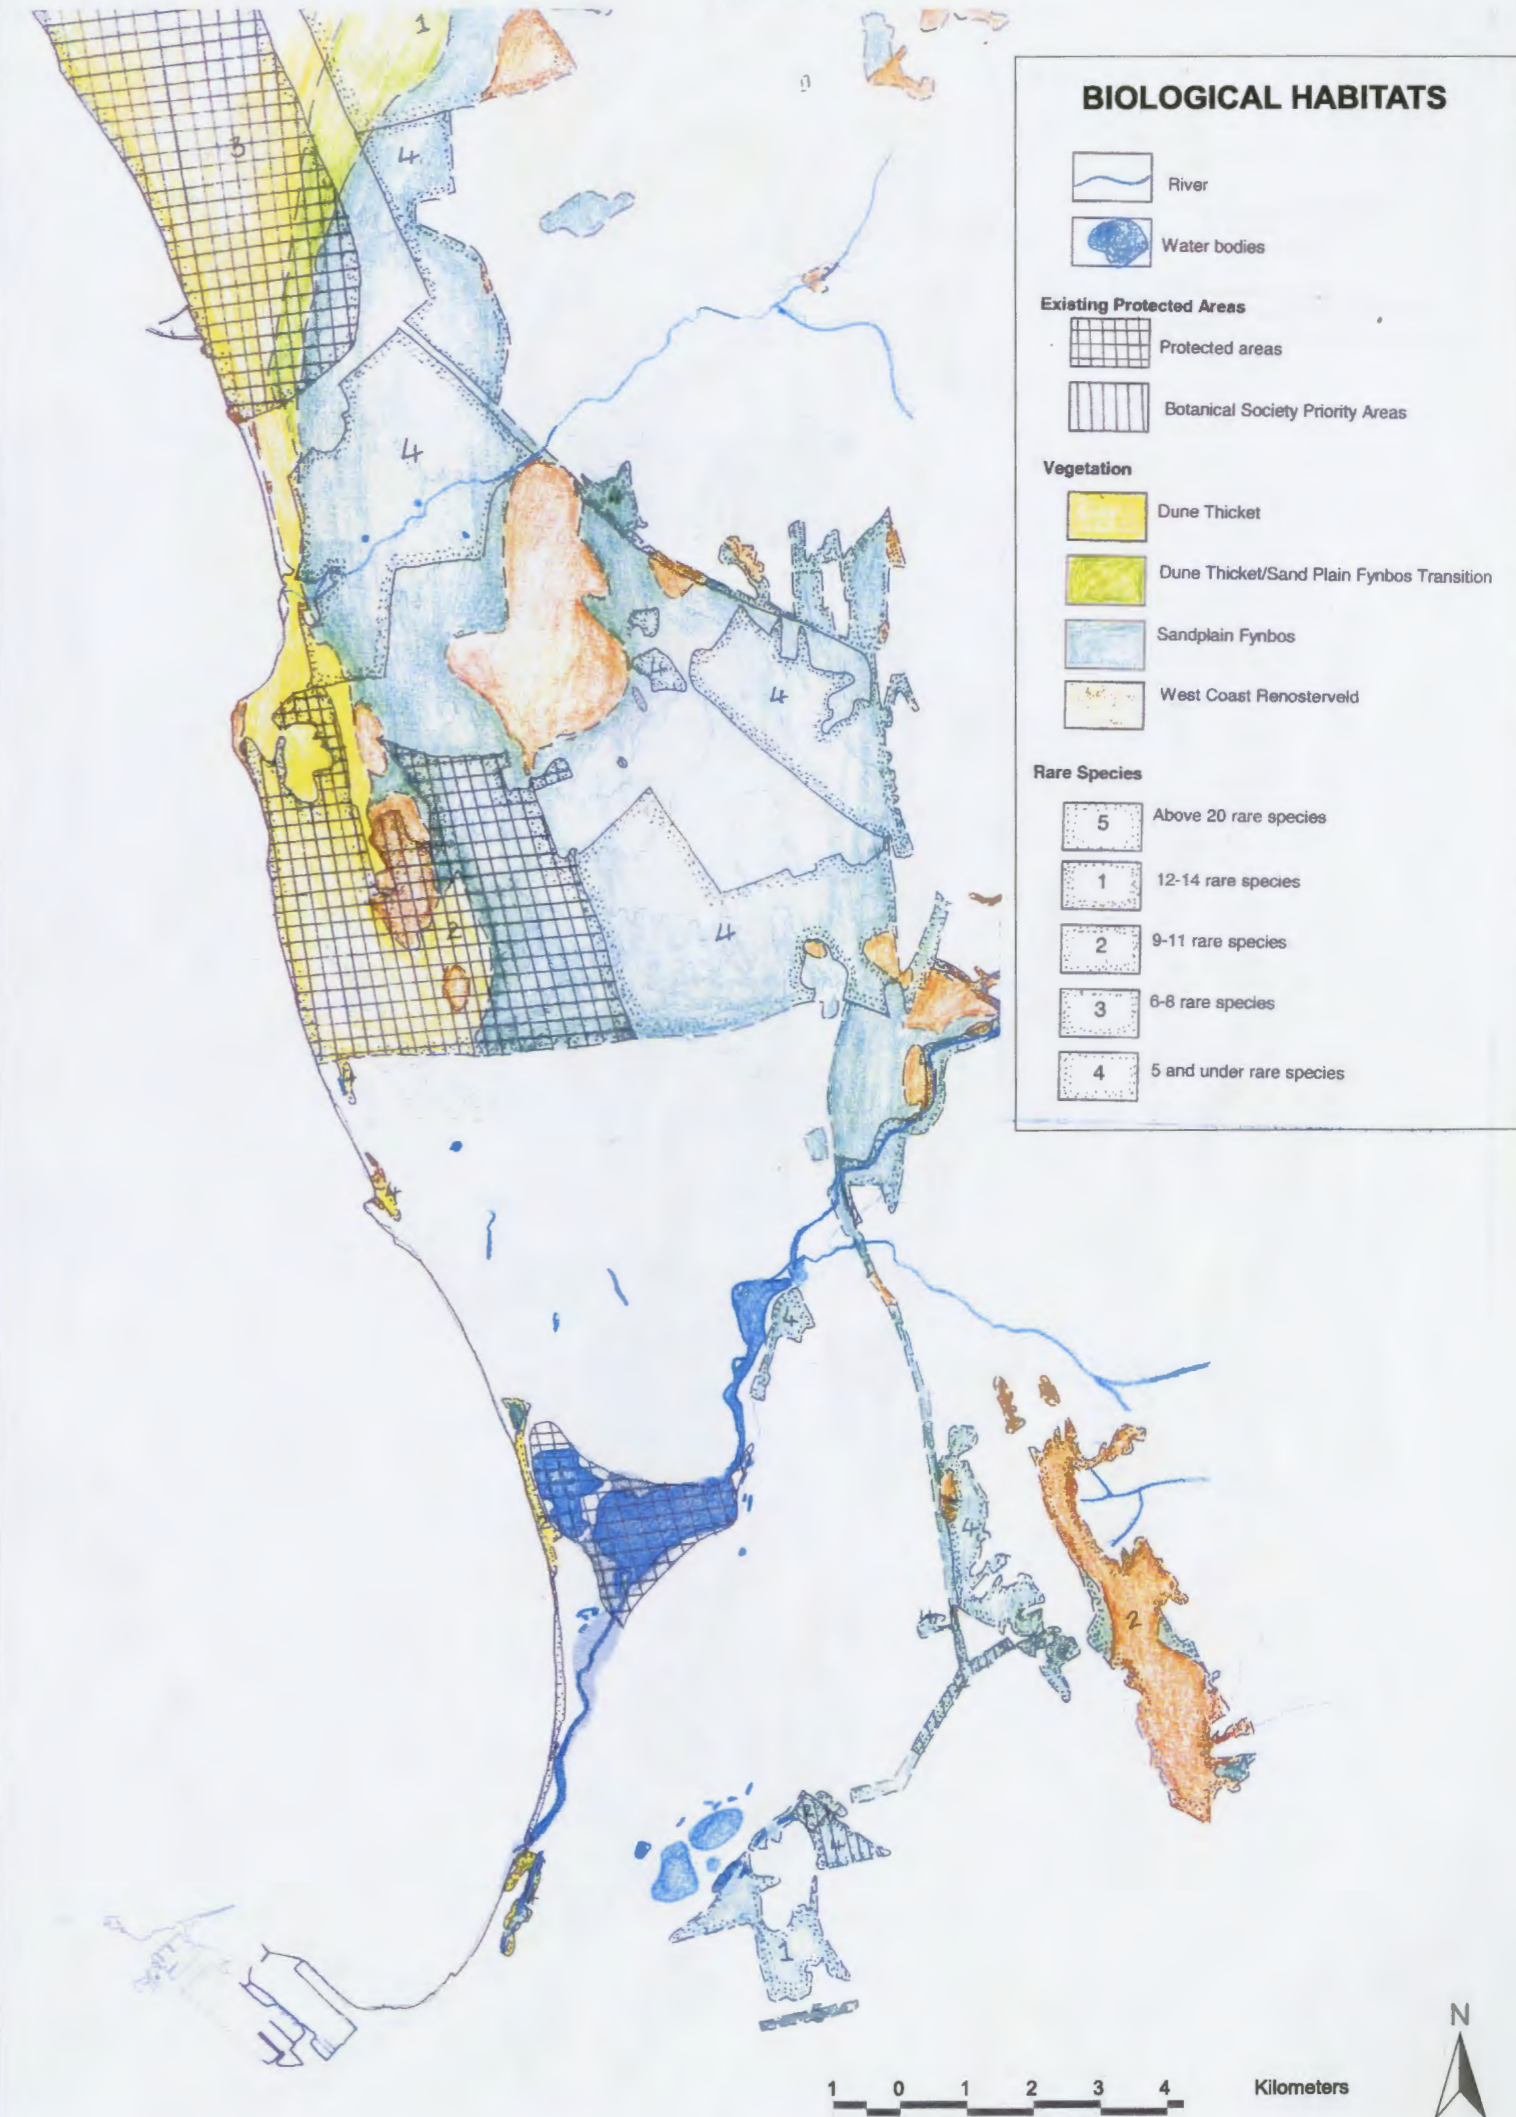 BIOLOGICAL HABITATS
River
Water bodies
Existing Protected Areas
Protected areas
Botanical Society Priority Areas
Vegetation
Dune Thicket
Dune Thicket/Sand Plain Fynbos Transition
Sandplain Fynbos
West Coast Renosterveld
Rare Species
5 Above 20 rare species
1 12-14 rare species
2 9-11 rare species
3 6-8 rare species
4 5 and under rare species
1
3
4
4
4
2
4
4
4
2
4
1
5
N
1 0 1 2 3 4 Kilometers